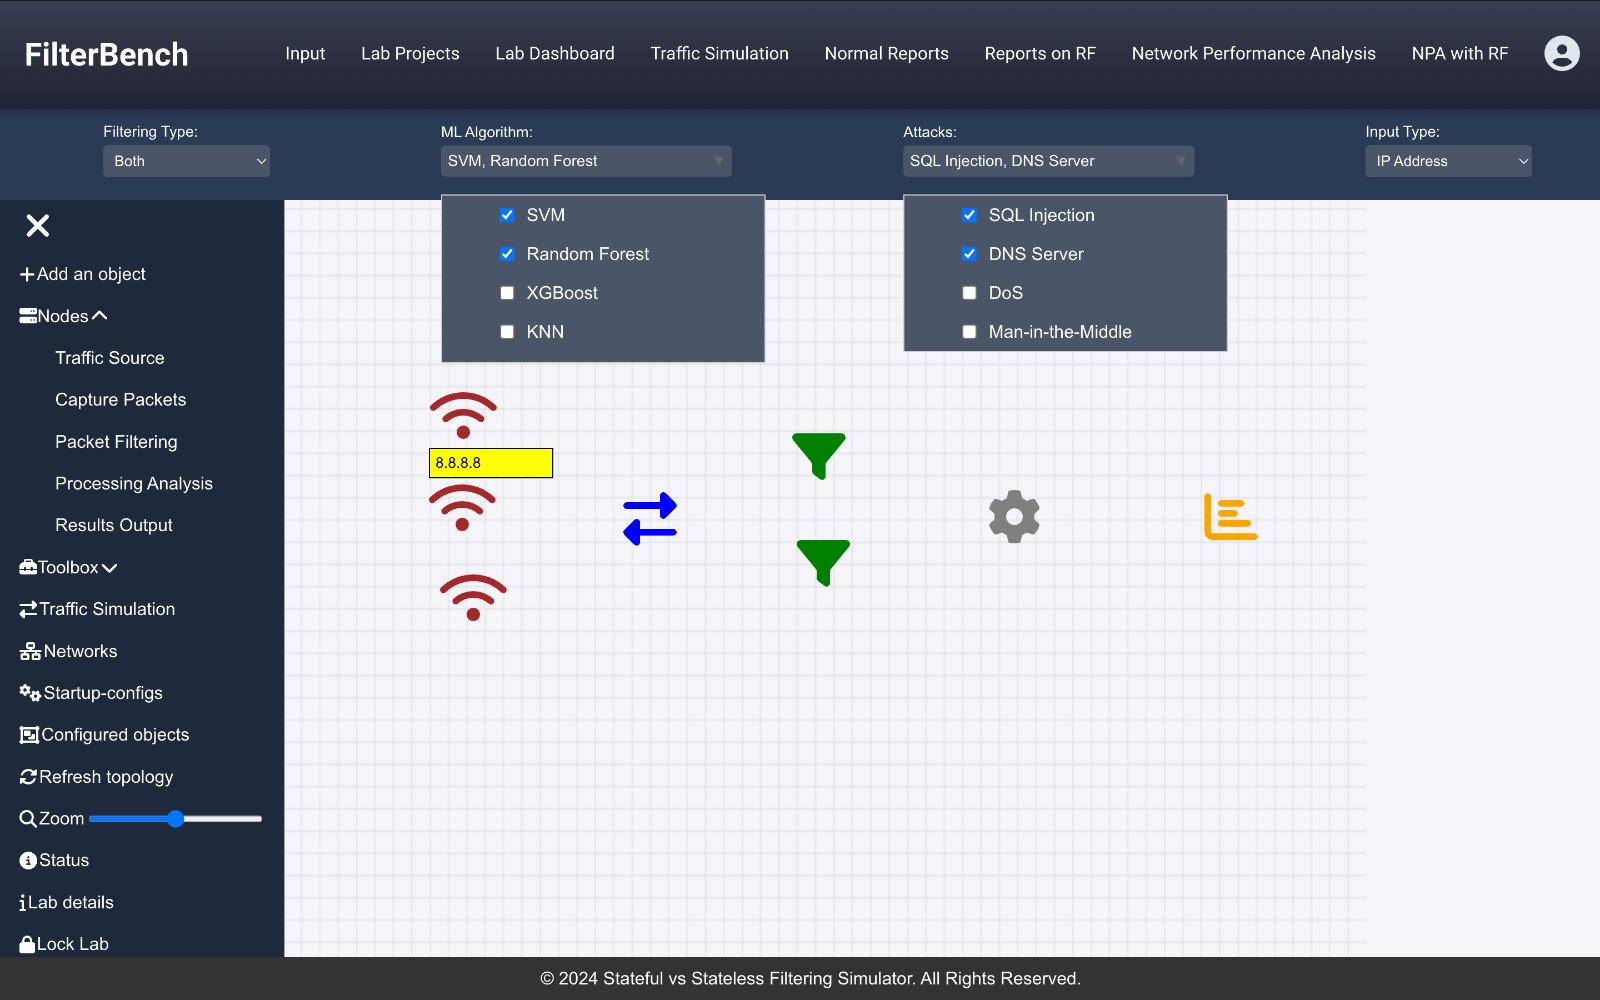 FilterBench
Input
Lab Projects
Lab Dashboard
Traffic Simulation
Normal Reports
Reports on RF
Network Performance Analysis
NPA with RF
Filtering Type:
Both
ML Algorithm:
SVM, Random Forest
Attacks:
SQL Injection, DNS Server
Input Type:
IP Address
SVM
Random Forest
XGBoost
KNN
SQL Injection
DNS Server
DoS
Man-in-the-Middle
Add an object
Nodes
Traffic Source
Capture Packets
Packet Filtering
Processing Analysis
Results Output
Toolbox
Traffic Simulation
Networks
Startup-configs
Configured objects
Refresh topology
Zoom
Status
Lab details
Lock Lab
8.8.8.8
© 2024 Stateful vs Stateless Filtering Simulator. All Rights Reserved.